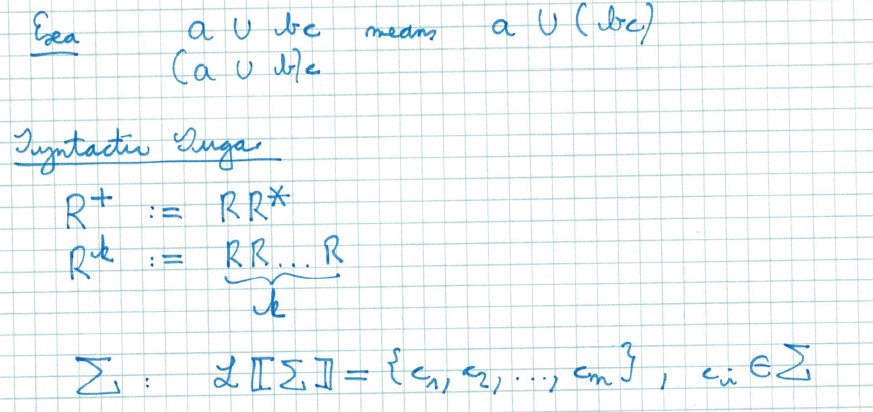 Exa a ∪ bc means a ∪ (bc)
(a ∪ b)c
Syntactic Sugar
R⁺ := RR*
Rᵏ := RR...R
k
Σ : ℒ⟦Σ⟧ = {c₁, c₂, ..., cₘ} , cᵢ ∈ Σ